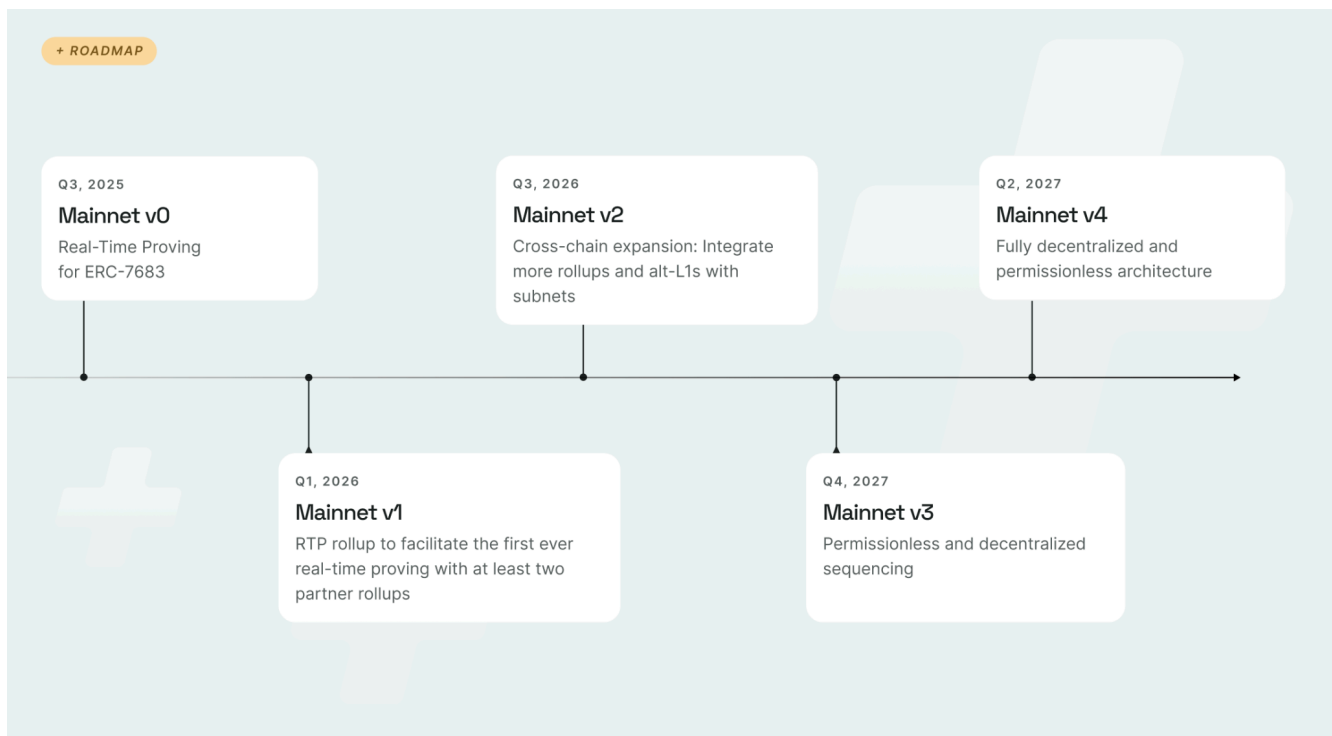 + ROADMAP
Q3, 2025
Mainnet v0
Real-Time Proving
for ERC-7683
Q1, 2026
Mainnet v1
RTP rollup to facilitate the first ever
real-time proving with at least two
partner rollups
Q3, 2026
Mainnet v2
Cross-chain expansion: Integrate
more rollups and alt-L1s with
subnets
Q4, 2027
Mainnet v3
Permissionless and decentralized
sequencing
Q2, 2027
Mainnet v4
Fully decentralized and
permissionless architecture